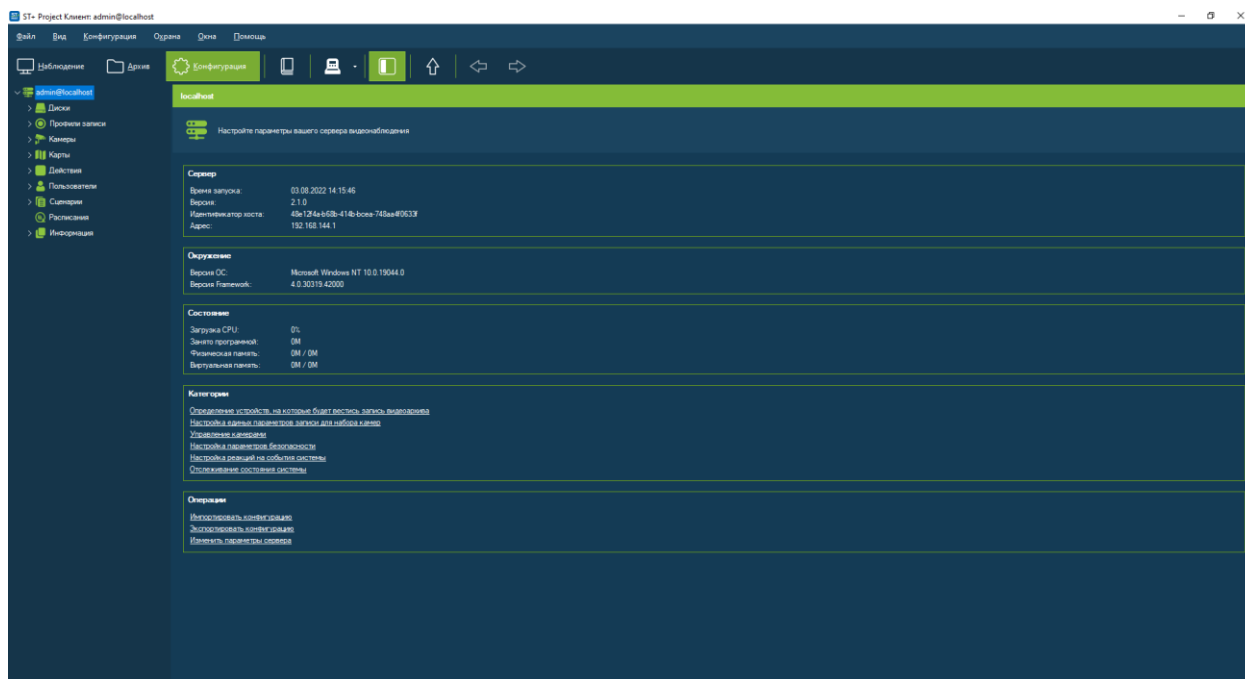 ST+ Project Клиент: admin@localhost
Файл Вид Конфигурация Охрана Окна Помощь
Наблюдение Архив Конфигурация
admin@localhost
Диски
Профили записи
Камеры
Карты
Действия
Пользователи
Сценарии
Расписания
Информация
localhost
Настройте параметры вашего сервера видеонаблюдения
Сервер
Время запуска: 03.08.2022 14:15:46
Версия: 2.1.0
Идентификатор хоста: 48e12f4a-b68b-414b-bcea-748aa4f0633f
Адрес: 192.168.144.1
Окружение
Версия ОС: Microsoft Windows NT 10.0.19044.0
Версия Framework: 4.0.30319.42000
Состояние
Загрузка CPU: 0%
Занято программой: 0M
Физическая память: 0M / 0M
Виртуальная память: 0M / 0M
Категории
Определение устройств, на которые будет вестись запись видеоархива
Настройка единых параметров записи для набора камер
Управление камерами
Настройка параметров безопасности
Настройка реакций на события системы
Отслеживание состояния системы
Операции
Импортировать конфигурацию
Экспортировать конфигурацию
Изменить параметры сервера